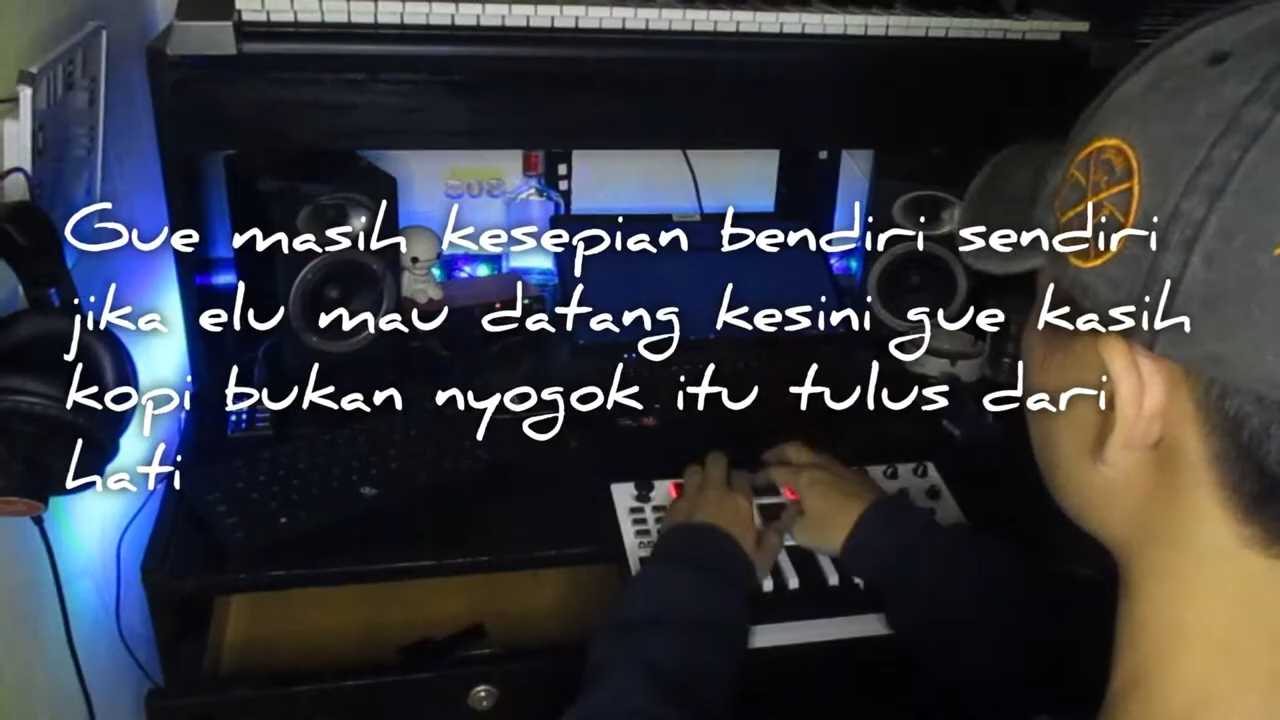 Gue masih kesepian bendiri sendiri
jika elu mau datang kesini gue kasih
kopi bukan nyogok itu tulus dari
hati